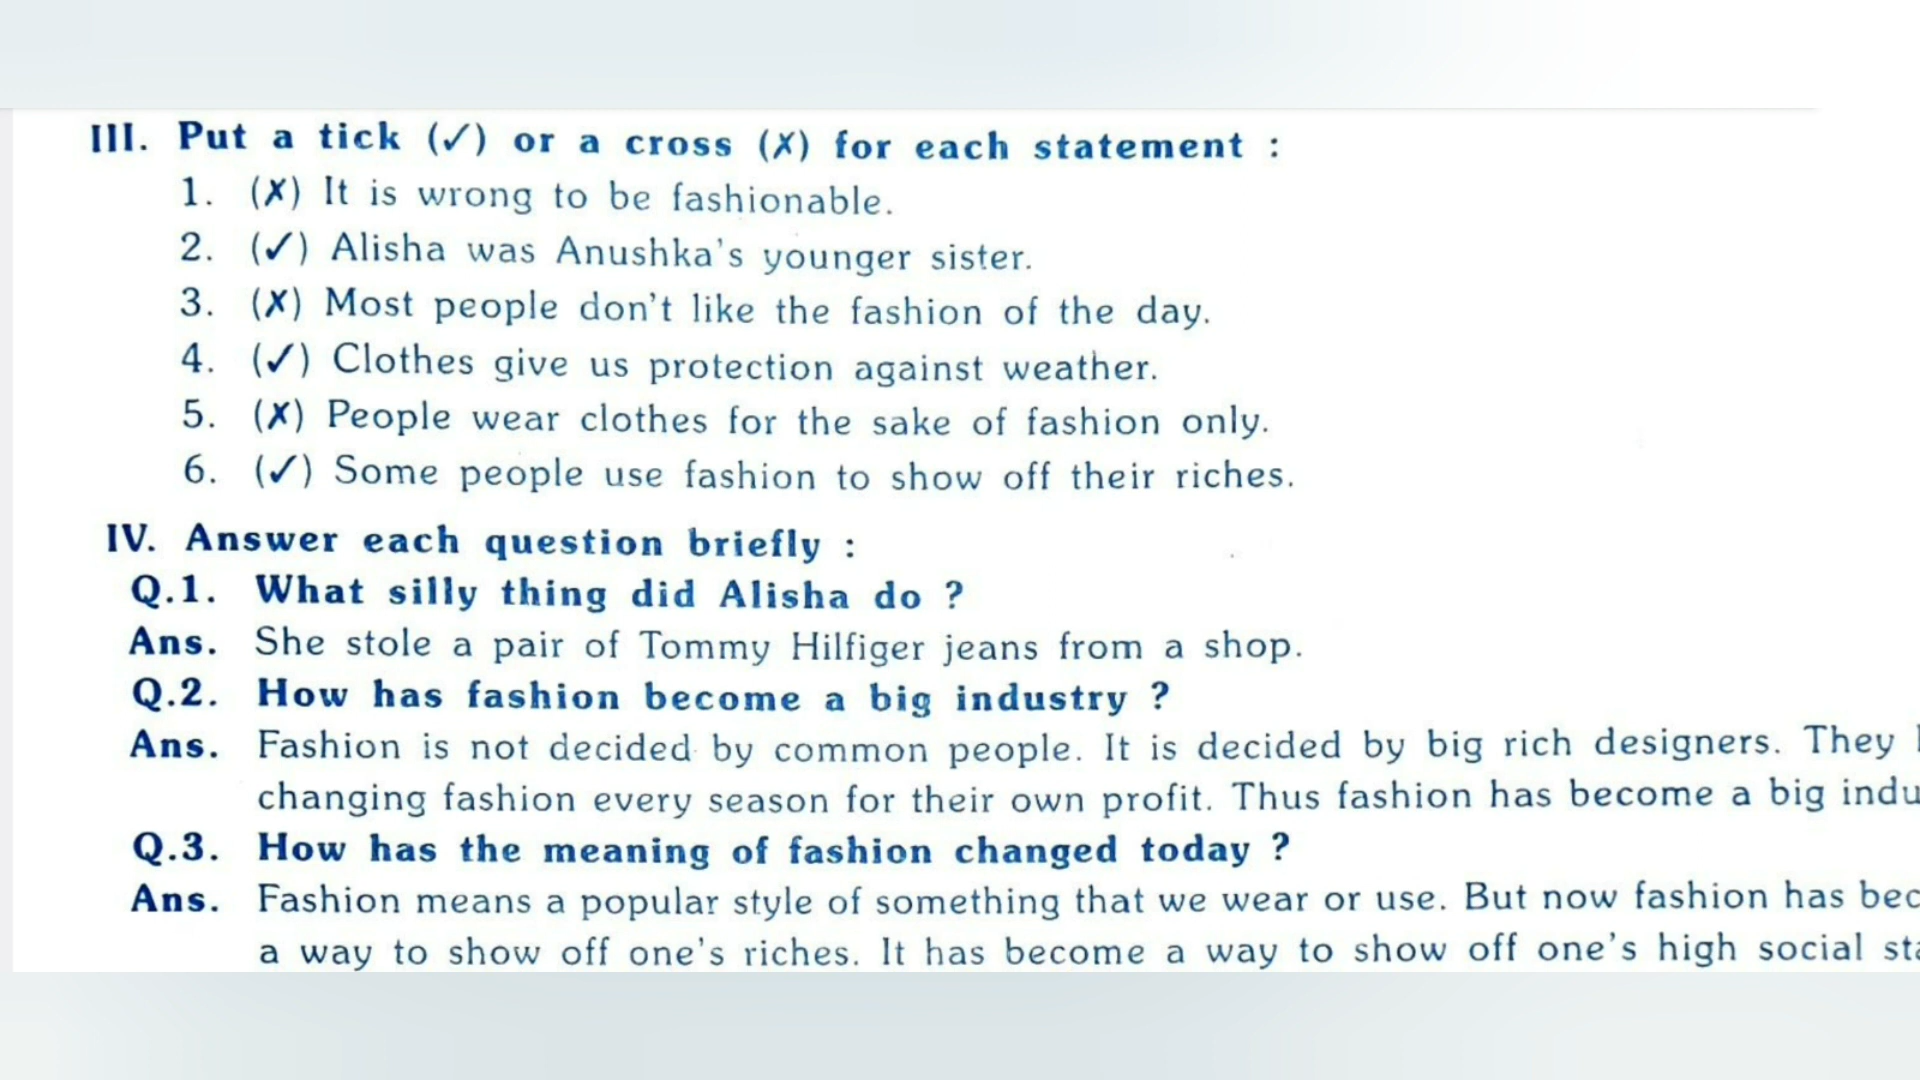 III. Put a tick (✓) or a cross (✗) for each statement :
1. (✗) It is wrong to be fashionable.
2. (✓) Alisha was Anushka's younger sister.
3. (✗) Most people don't like the fashion of the day.
4. (✓) Clothes give us protection against weather.
5. (✗) People wear clothes for the sake of fashion only.
6. (✓) Some people use fashion to show off their riches.
IV. Answer each question briefly :
Q.1. What silly thing did Alisha do ?
Ans. She stole a pair of Tommy Hilfiger jeans from a shop.
Q.2. How has fashion become a big industry ?
Ans. Fashion is not decided by common people. It is decided by big rich designers. They
changing fashion every season for their own profit. Thus fashion has become a big indu
Q.3. How has the meaning of fashion changed today ?
Ans. Fashion means a popular style of something that we wear or use. But now fashion has bec
a way to show off one's riches. It has become a way to show off one's high social sta